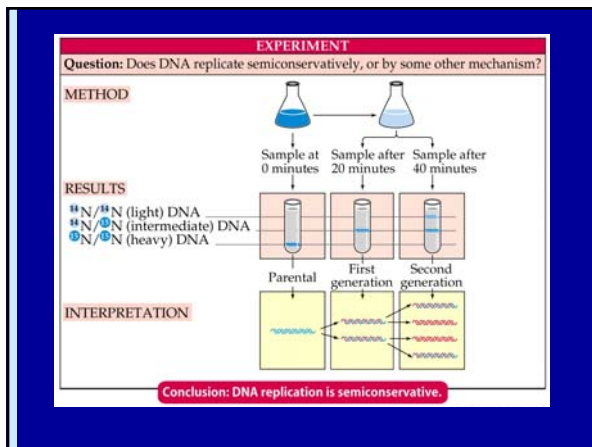 EXPERIMENT
Question: Does DNA replicate semiconservatively, or by some other mechanism?
METHOD
Sample at
0 minutes
Sample after
20 minutes
Sample after
40 minutes
RESULTS
14N/14N (light) DNA
14N/15N (intermediate) DNA
15N/15N (heavy) DNA
Parental
First
generation
Second
generation
INTERPRETATION
Conclusion: DNA replication is semiconservative.